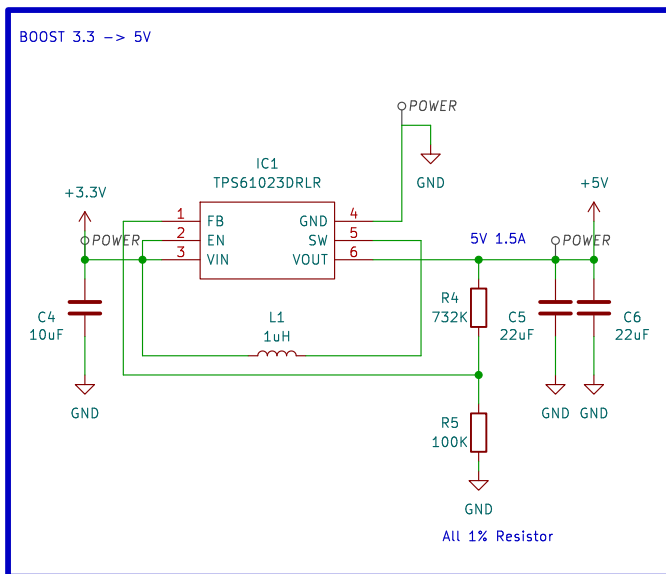 BOOST 3.3 -> 5V
POWER
GND
IC1
TPS61023DRLR
+3.3V
POWER
1 FB
2 EN
3 VIN
GND 4
SW 5
VOUT 6
5V 1.5A
+5V
POWER
C4
10uF
GND
L1
1uH
R4
732K
C5
22uF
C6
22uF
GND
GND
R5
100K
GND
All 1% Resistor